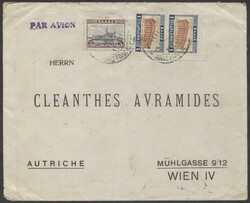 PAR AVION
HERRN
CLEANTHES AVRAMIDES
AUTRICHE
MÜHLGASSE 9/12
WIEN IV